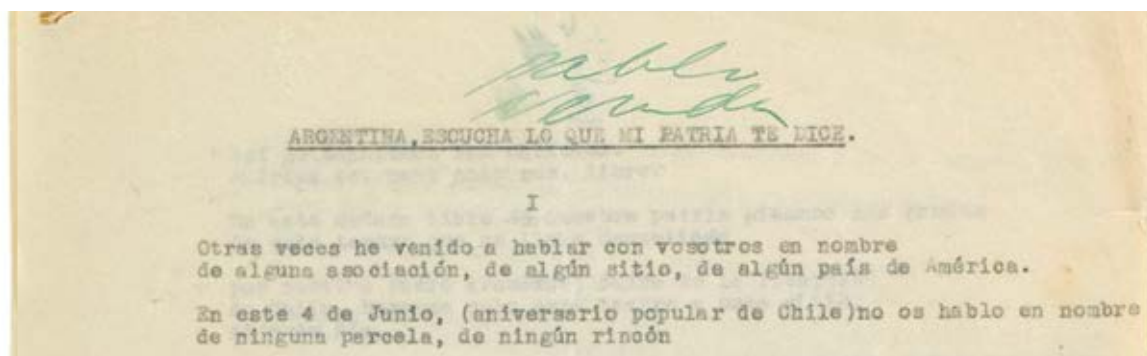 pablo
neruda
ARGENTINA,ESCUCHA LO QUE MI PATRIA TE DICE.
I
Otras veces he venido a hablar con vosotros en nombre
de alguna asociación, de algún sitio, de algún país de América.
En este 4 de Junio, (aniversario popular de Chile)no os hablo en nombre
de ninguna parcela, de ningún rincón